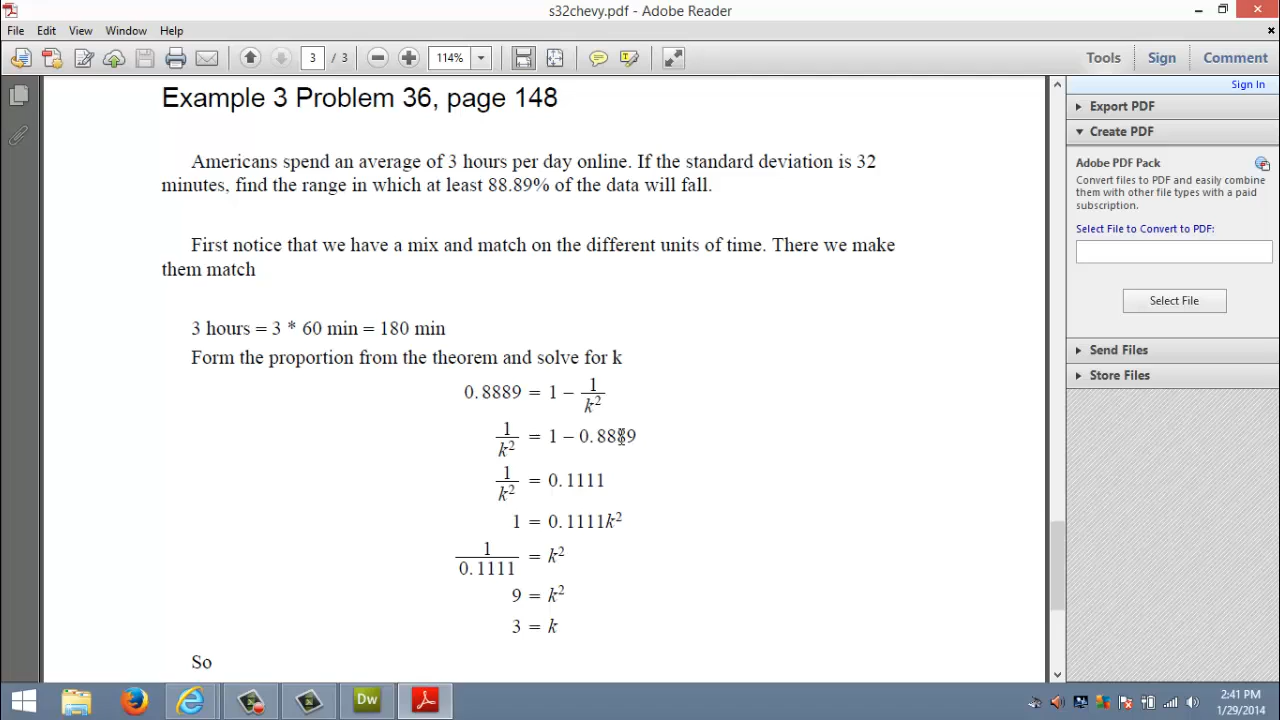 s32chevy.pdf - Adobe Reader
File Edit View Window Help
3 / 3 114% Tools Sign Comment
Sign In
Export PDF
Create PDF
Adobe PDF Pack
Convert files to PDF and easily combine
them with other file types with a paid
subscription.
Select File to Convert to PDF:
Select File
Send Files
Store Files
Example 3 Problem 36, page 148
Americans spend an average of 3 hours per day online. If the standard deviation is 32
minutes, find the range in which at least 88.89% of the data will fall.
First notice that we have a mix and match on the different units of time. There we make
them match
3 hours = 3 * 60 min = 180 min
Form the proportion from the theorem and solve for k
0.8889 = 1 − 1/k²
1/k² = 1 − 0.8889
1/k² = 0.1111
1 = 0.1111k²
1/0.1111 = k²
9 = k²
3 = k
So
Dw
2:41 PM
1/29/2014